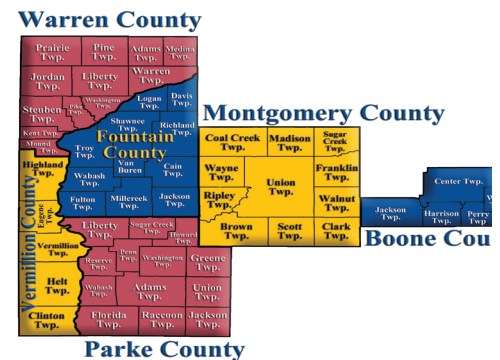 Warren County
Prairie
Twp.
Pine
Twp.
Adams
Twp.
Medina
Twp.
Jordan
Twp.
Liberty
Twp.
Warren
Twp.
Steuben
Twp.
Pike
Twp.
Washington
Twp.
Kent Twp.
Mound
Twp.
Logan
Twp.
Davis
Twp.
Shawnee
Twp.
Richland
Twp.
Fountain
County
Troy
Twp.
Van
Buren
Cain
Twp.
Wabash
Twp.
Fulton
Twp.
Millcreek
Twp.
Jackson
Twp.
Montgomery County
Coal Creek
Twp.
Madison
Twp.
Sugar
Creek
Twp.
Wayne
Twp.
Union
Twp.
Franklin
Twp.
Ripley
Twp.
Walnut
Twp.
Brown
Twp.
Scott
Twp.
Clark
Twp.
Center Twp.
Jackson
Twp.
Harrison
Twp.
Perry
Twp
W
Boone Cou
Vermillion County
Highland
Twp.
Eugene
Twp.
Vermillion
Twp.
Helt
Twp.
Clinton
Twp.
Liberty
Twp.
Sugar Creek
Twp.
Howard
Twp.
Reserve
Twp.
Penn
Twp.
Washington
Twp.
Greene
Twp.
Wabash
Twp.
Adams
Twp.
Union
Twp.
Florida
Twp.
Raccoon
Twp.
Jackson
Twp.
Parke County